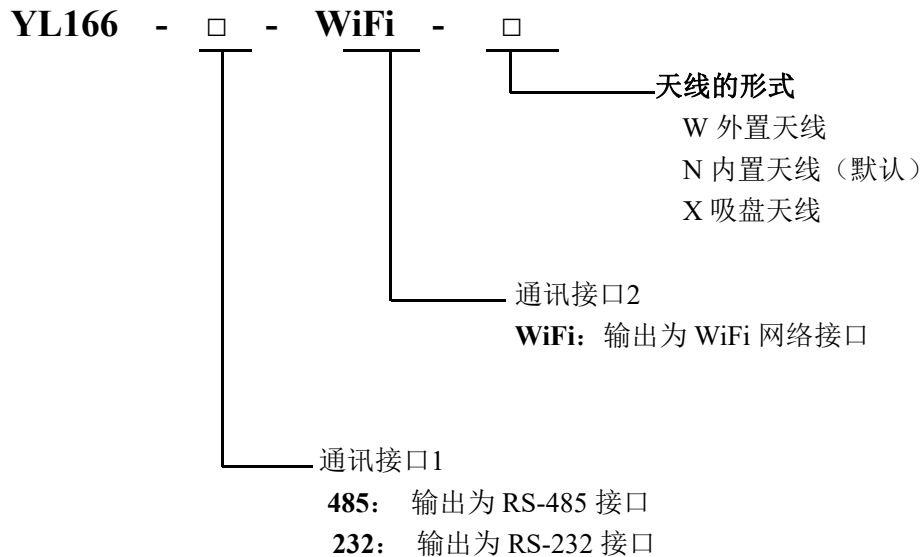 YL166 - □ - WiFi - □
天线的形式
W 外置天线
N 内置天线（默认）
X 吸盘天线
通讯接口2
WiFi：输出为 WiFi 网络接口
通讯接口1
485： 输出为 RS-485 接口
232： 输出为 RS-232 接口